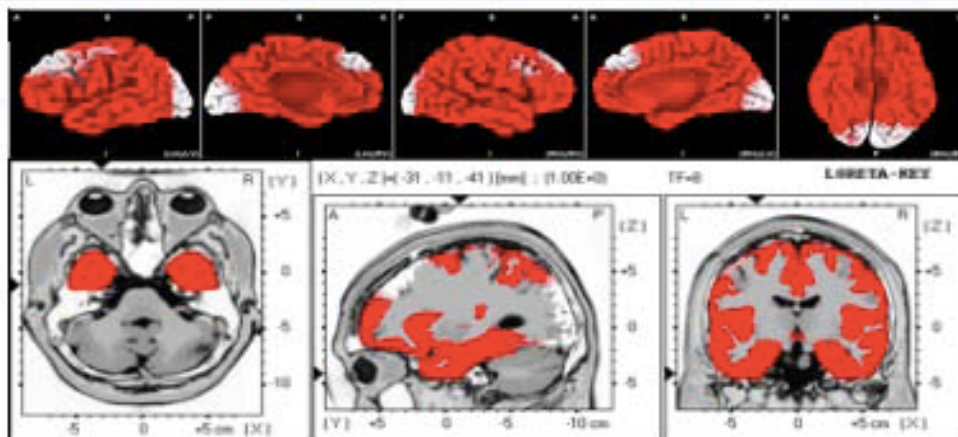 A S P
P S A
P S A
A S P
R A
L R (Y)
(X, Y, Z)=(-31, -11, -41) [mm] ; (1.00E+0) TF=8 LORETA-KEY
A P (Z)
L R (Z)
+5 0 -5 -10
+5 0 -5
+5 0 -5
-5 0 +5 cm (X)
(Y) +5 0 -5 -10 cm
-5 0 +5 cm (X)